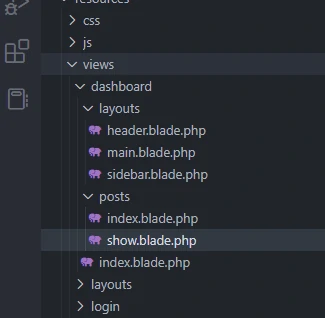 resources
css
js
views
dashboard
layouts
header.blade.php
main.blade.php
sidebar.blade.php
posts
index.blade.php
show.blade.php
index.blade.php
layouts
login